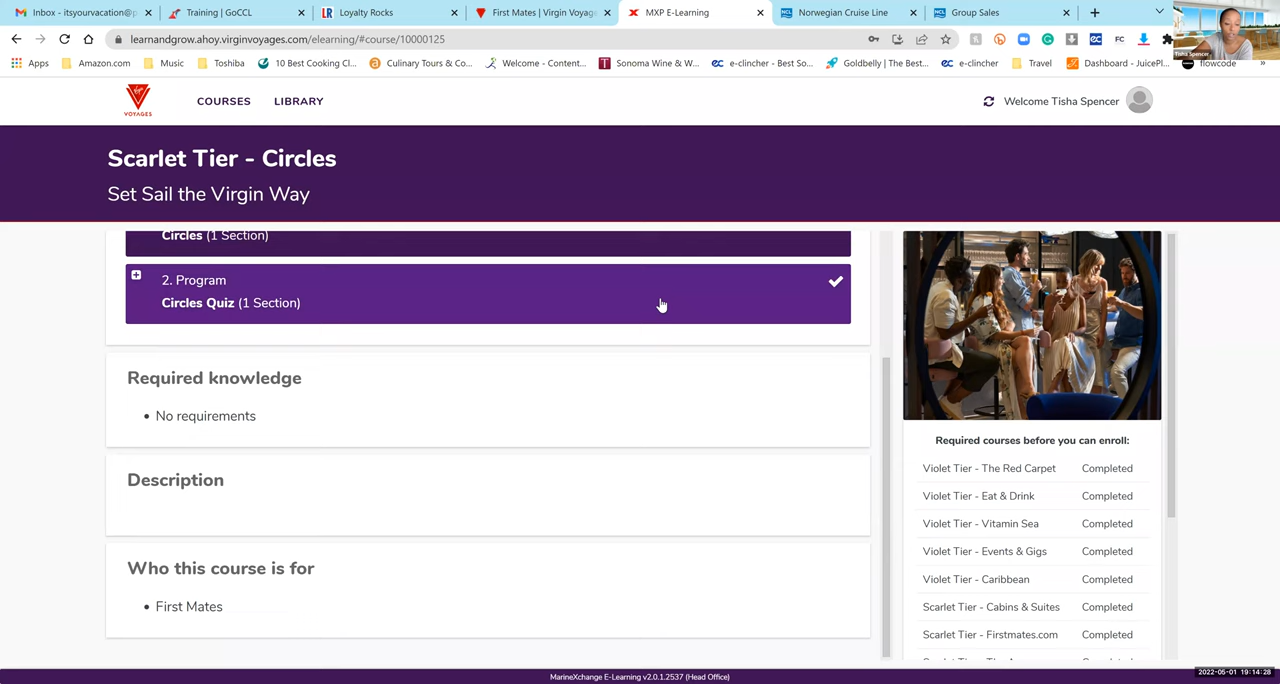 Inbox - itsyourvacation@p
Training | GoCCL
Loyalty Rocks
First Mates | Virgin Voyag
MXP E-Learning
Norwegian Cruise Line
Group Sales
learnandgrow.ahoy.virginvoyages.com/elearning/#course/10000125
Apps
Amazon.com
Music
Toshiba
10 Best Cooking Cl...
Culinary Tours & Co...
Welcome - Content...
Sonoma Wine & W...
e-clincher - Best So...
Goldbelly | The Best...
e-clincher
Travel
Dashboard - JuicePl...
flowcode
Tisha Spencer
VOYAGES
COURSES
LIBRARY
Welcome Tisha Spencer
Scarlet Tier - Circles
Set Sail the Virgin Way
Circles (1 Section)
2. Program
Circles Quiz (1 Section)
Required knowledge
• No requirements
Description
Who this course is for
• First Mates
Required courses before you can enroll:
Violet Tier - The Red Carpet Completed
Violet Tier - Eat & Drink Completed
Violet Tier - Vitamin Sea Completed
Violet Tier - Events & Gigs Completed
Violet Tier - Caribbean Completed
Scarlet Tier - Cabins & Suites Completed
Scarlet Tier - Firstmates.com Completed
MarineXchange E-Learning v2.0.1.2537 (Head Office)
2022-05-01 19:14:28